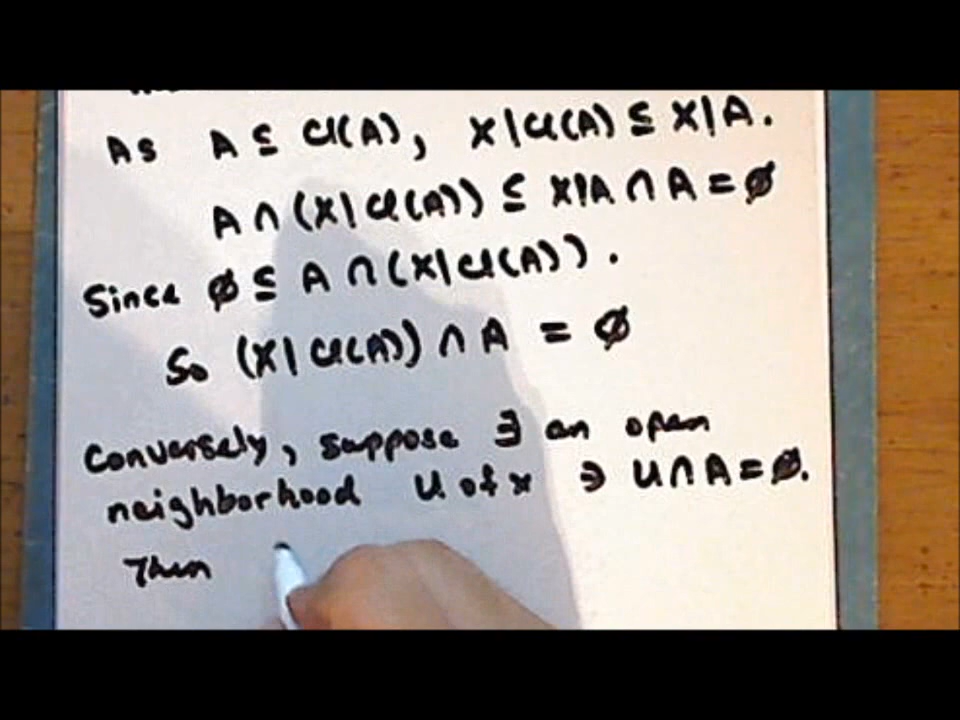 As A ⊆ Cl(A), X|Cl(A) ⊆ X|A.
A ∩ (X|Cl(A)) ⊆ X|A ∩ A = ∅
Since ∅ ⊆ A ∩ (X|Cl(A)).
So (X|Cl(A)) ∩ A = ∅
Conversely, suppose ∃ an open
neighborhood U of x ∋ U ∩ A = ∅.
Then